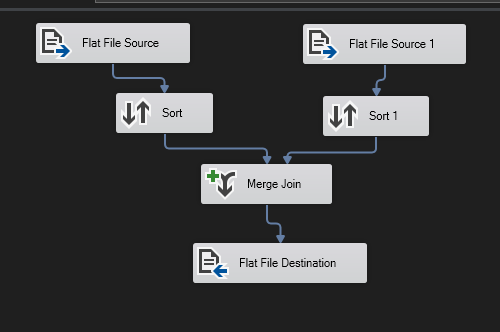 Flat File Source
Flat File Source 1
Sort
Sort 1
Merge Join
Flat File Destination